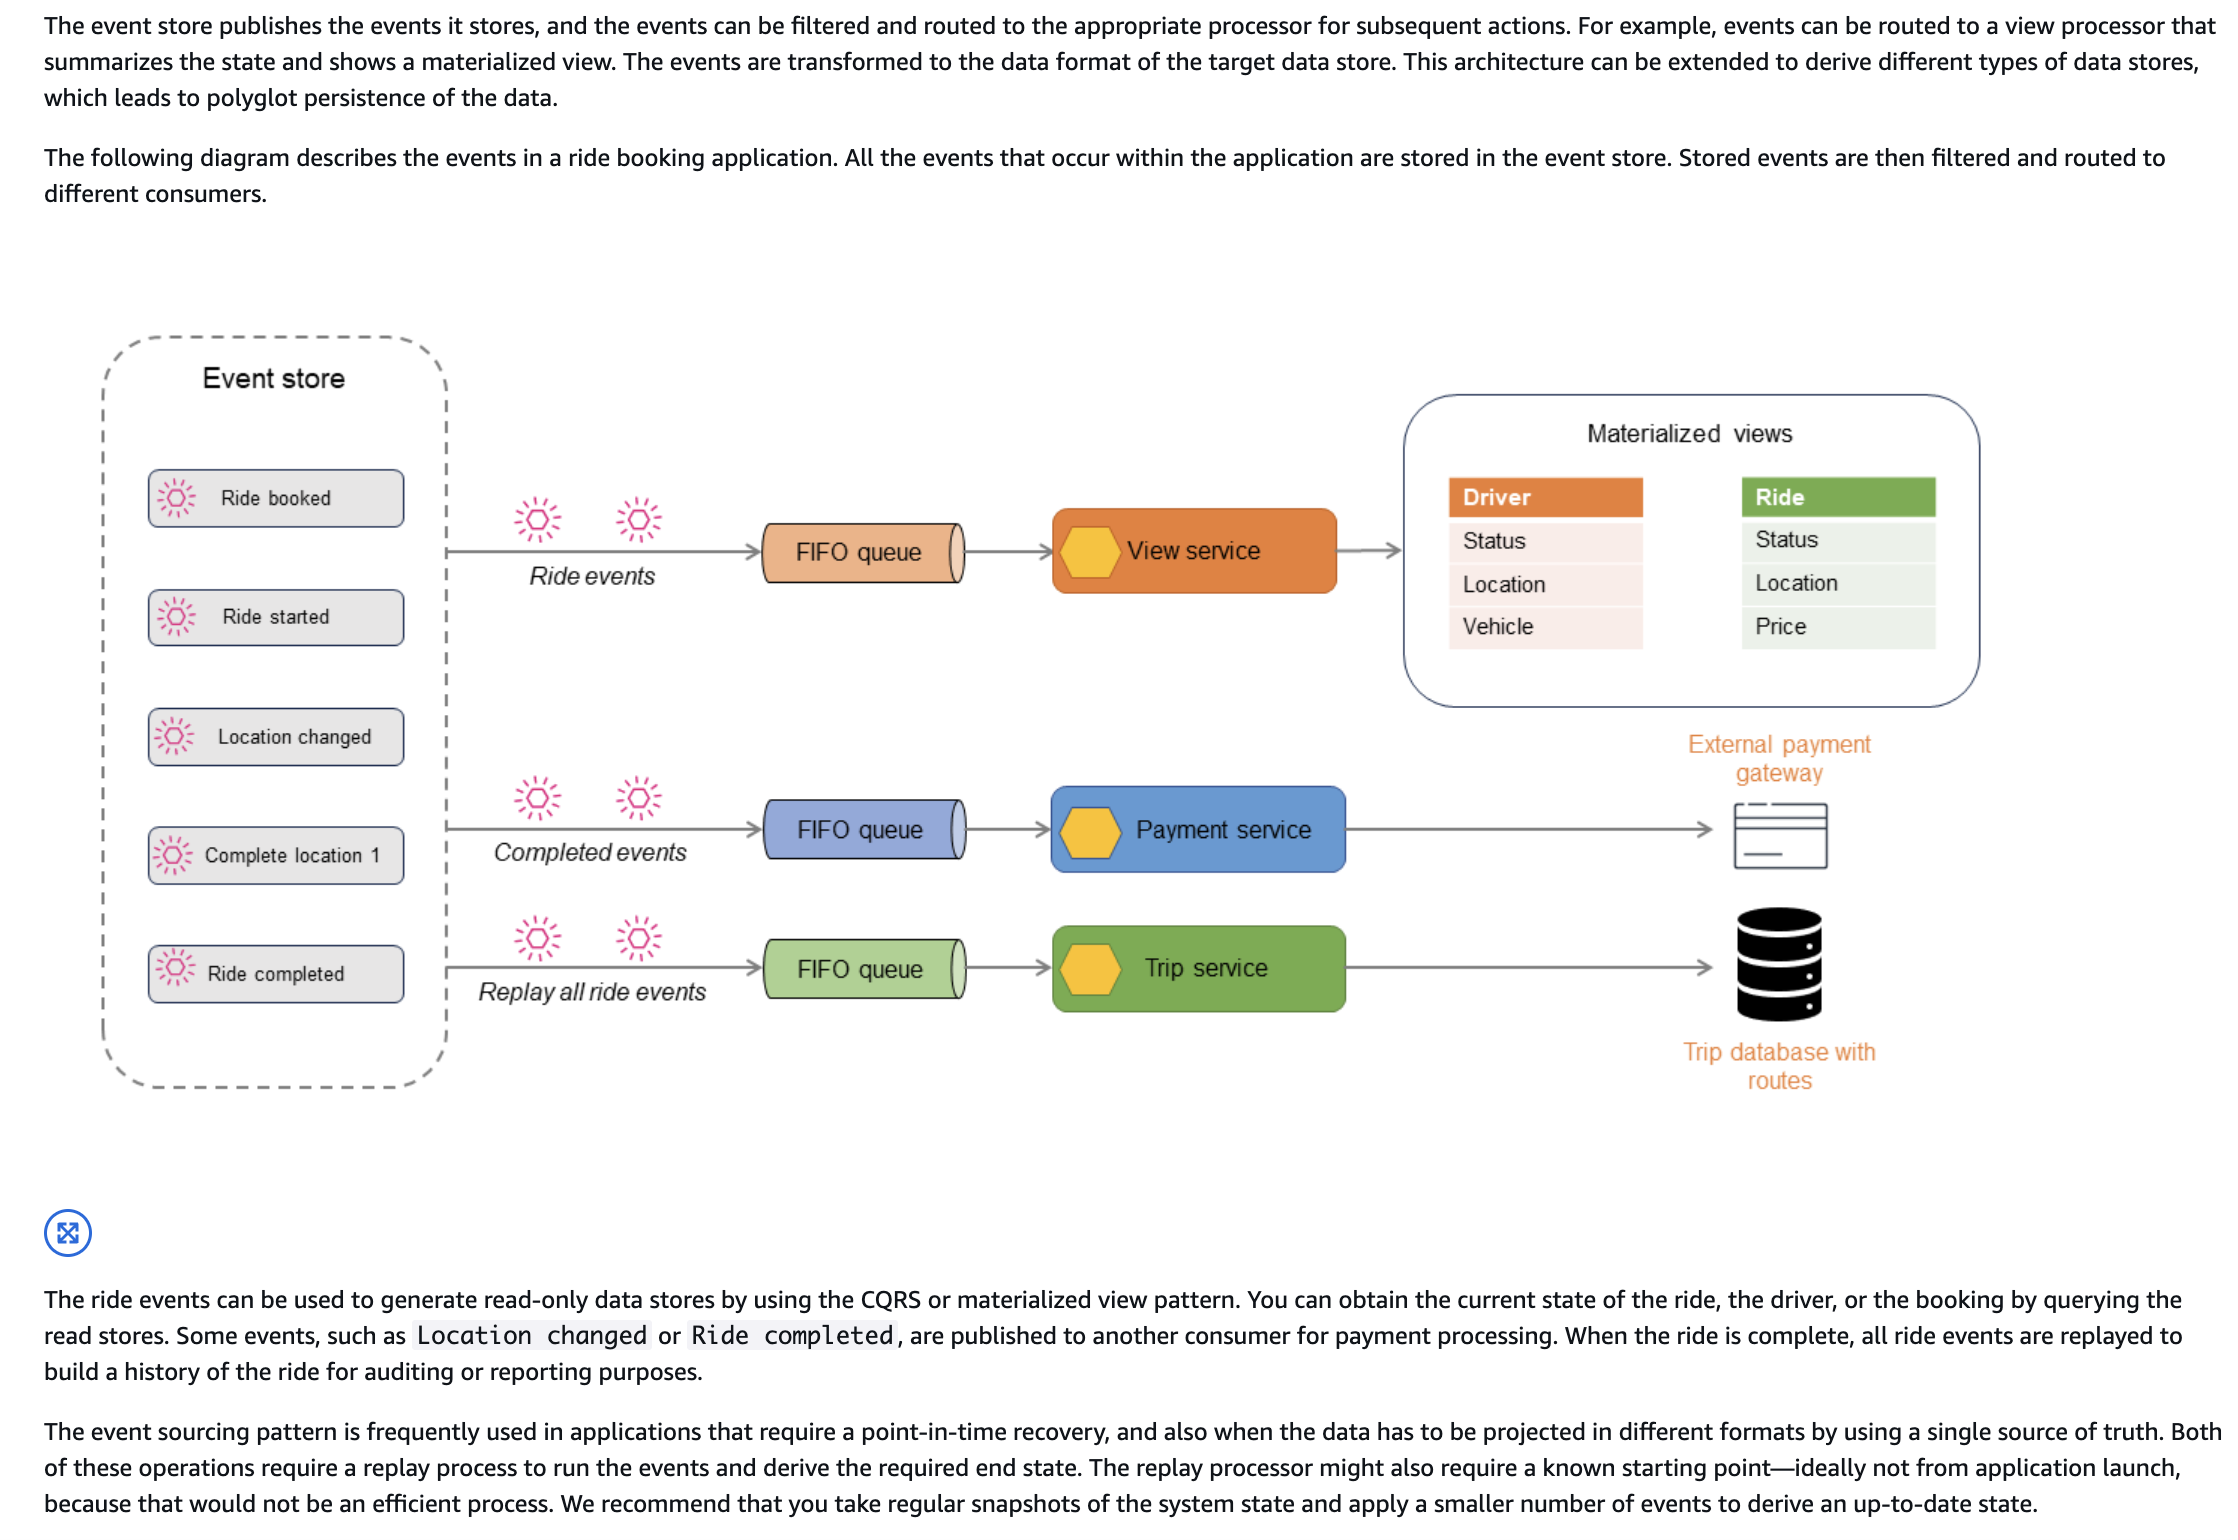 The event store publishes the events it stores, and the events can be filtered and routed to the appropriate processor for subsequent actions. For example, events can be routed to a view processor that
summarizes the state and shows a materialized view. The events are transformed to the data format of the target data store. This architecture can be extended to derive different types of data stores,
which leads to polyglot persistence of the data.
The following diagram describes the events in a ride booking application. All the events that occur within the application are stored in the event store. Stored events are then filtered and routed to
different consumers.
Event store
Ride booked
Ride started
Location changed
Complete location 1
Ride completed
Ride events
FIFO queue
View service
Materialized views
Driver
Status
Location
Vehicle
Ride
Status
Location
Price
Completed events
FIFO queue
Payment service
External payment
gateway
Replay all ride events
FIFO queue
Trip service
Trip database with
routes
The ride events can be used to generate read-only data stores by using the CQRS or materialized view pattern. You can obtain the current state of the ride, the driver, or the booking by querying the
read stores. Some events, such as Location changed or Ride completed, are published to another consumer for payment processing. When the ride is complete, all ride events are replayed to
build a history of the ride for auditing or reporting purposes.
The event sourcing pattern is frequently used in applications that require a point-in-time recovery, and also when the data has to be projected in different formats by using a single source of truth. Both
of these operations require a replay process to run the events and derive the required end state. The replay processor might also require a known starting point—ideally not from application launch,
because that would not be an efficient process. We recommend that you take regular snapshots of the system state and apply a smaller number of events to derive an up-to-date state.